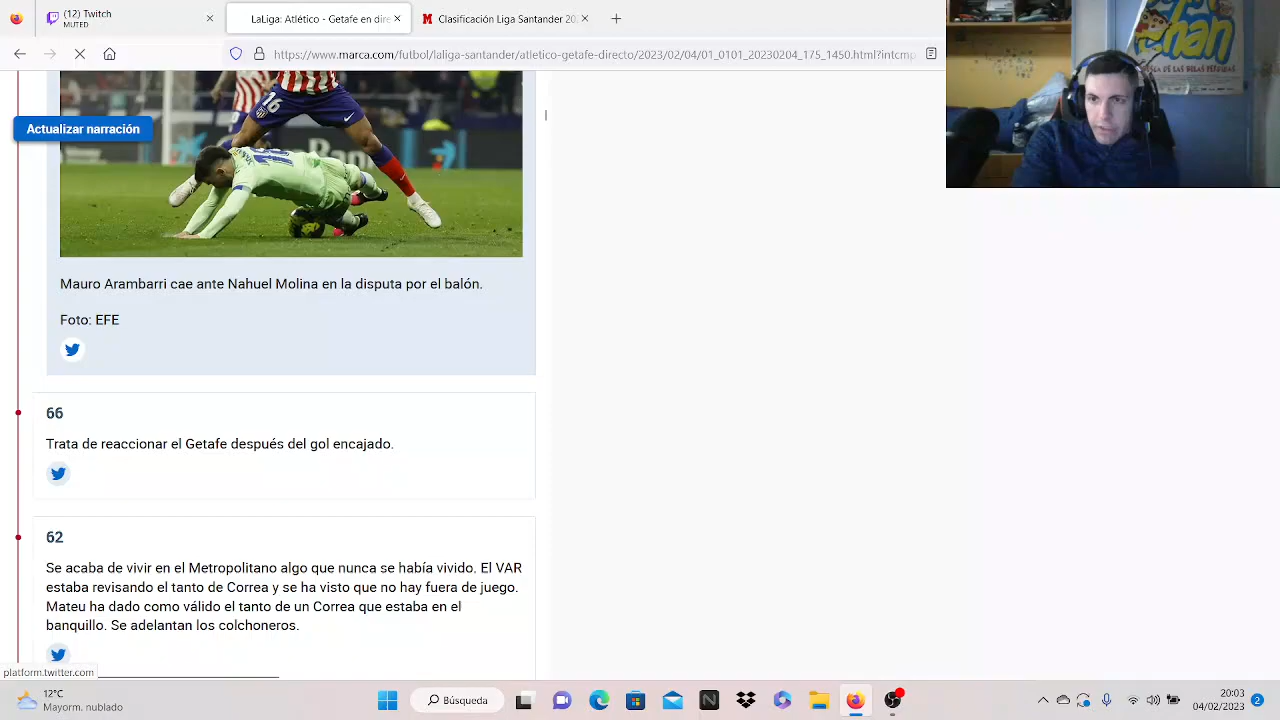 (12) Twitch
MUTED
LaLiga: Atlético - Getafe en dire
Clasificación Liga Santander
https://www.marca.com/futbol/laliga-santander/atletico-getafe-directo/2023/02/04/01_0101_20230204_175_1450.html?intcmp
Actualizar narración
Mauro Arambarri cae ante Nahuel Molina en la disputa por el balón.
Foto: EFE
66
Trata de reaccionar el Getafe después del gol encajado.
62
Se acaba de vivir en el Metropolitano algo que nunca se había vivido. El VAR
estaba revisando el tanto de Correa y se ha visto que no hay fuera de juego.
Mateu ha dado como válido el tanto de un Correa que estaba en el
banquillo. Se adelantan los colchoneros.
platform.twitter.com
12°C
Mayorm. nublado
Búsqueda
20:03
04/02/2023
2